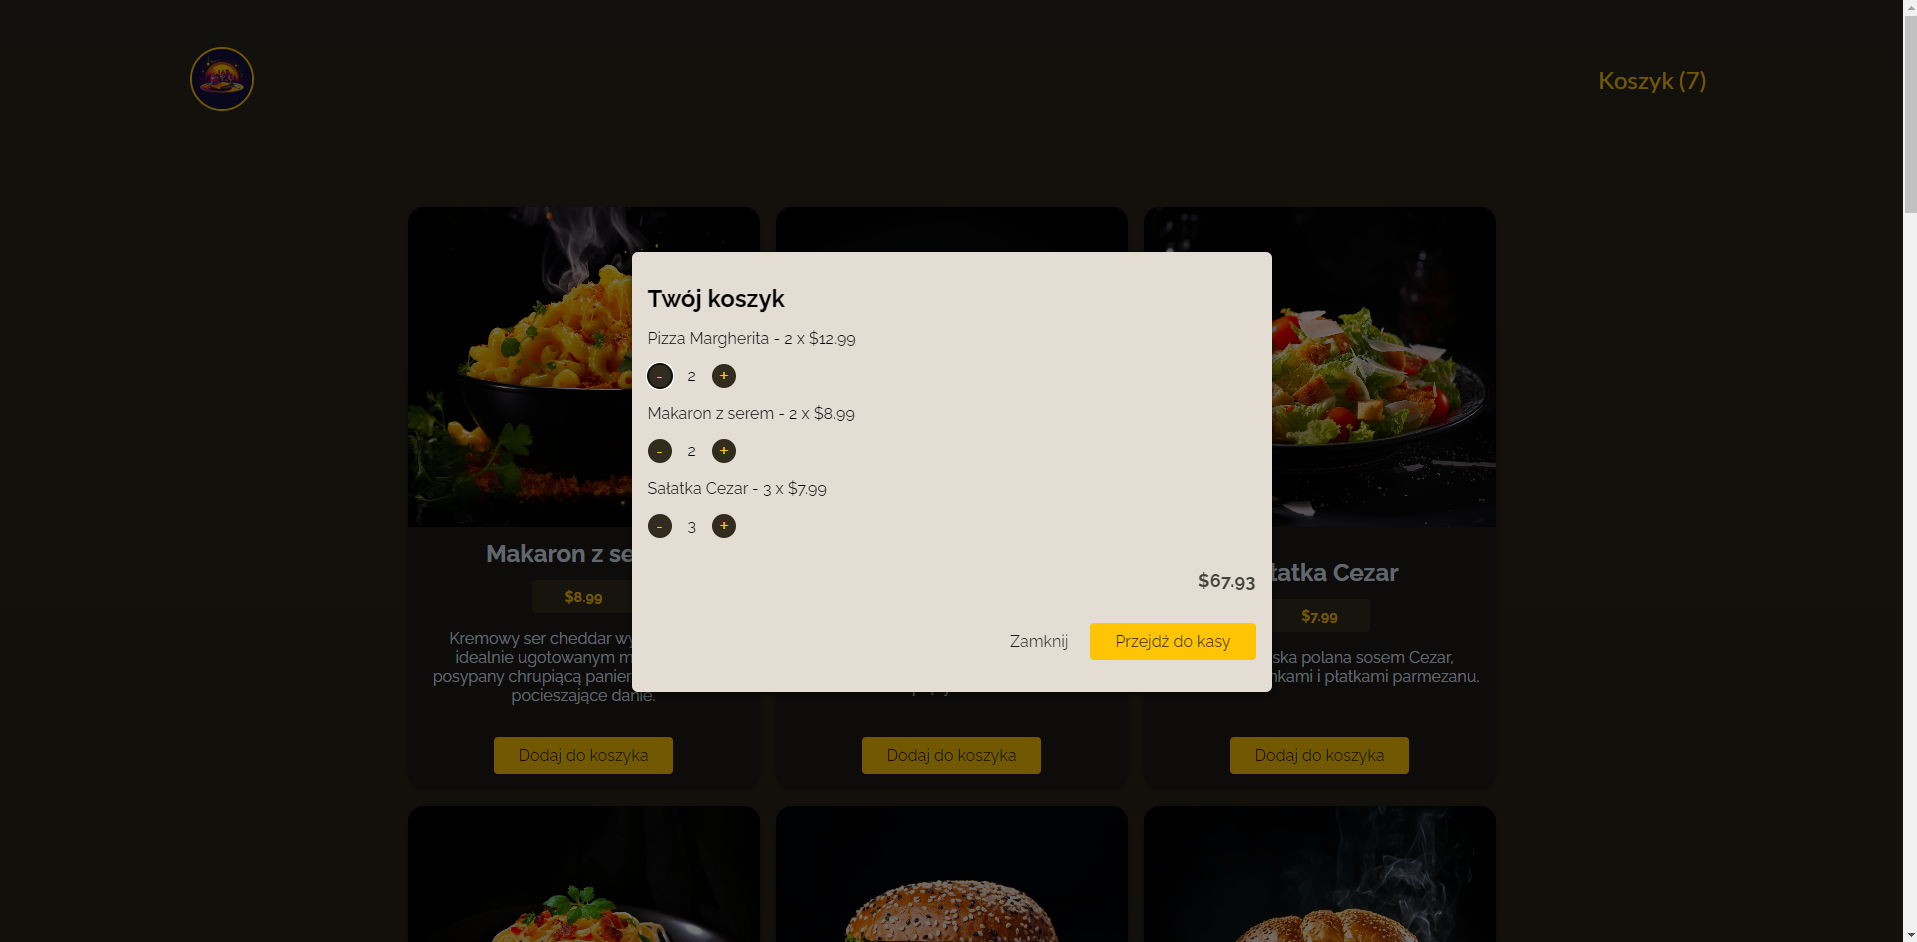 Koszyk (7)
Twój koszyk
Pizza Margherita - 2 x $12.99
- 2 +
Makaron z serem - 2 x $8.99
- 2 +
Sałatka Cezar - 3 x $7.99
- 3 +
$67.93
Zamknij Przejdź do kasy
Makaron z se
$8.99
Kremowy ser cheddar
idealnie ugotowanym
posypany chrupiącą panier
pocieszające danie.
Dodaj do koszyka
Dodaj do koszyka
łatka Cezar
$7.99
ska polana sosem Cezar,
nkami i płatkami parmezanu.
Dodaj do koszyka